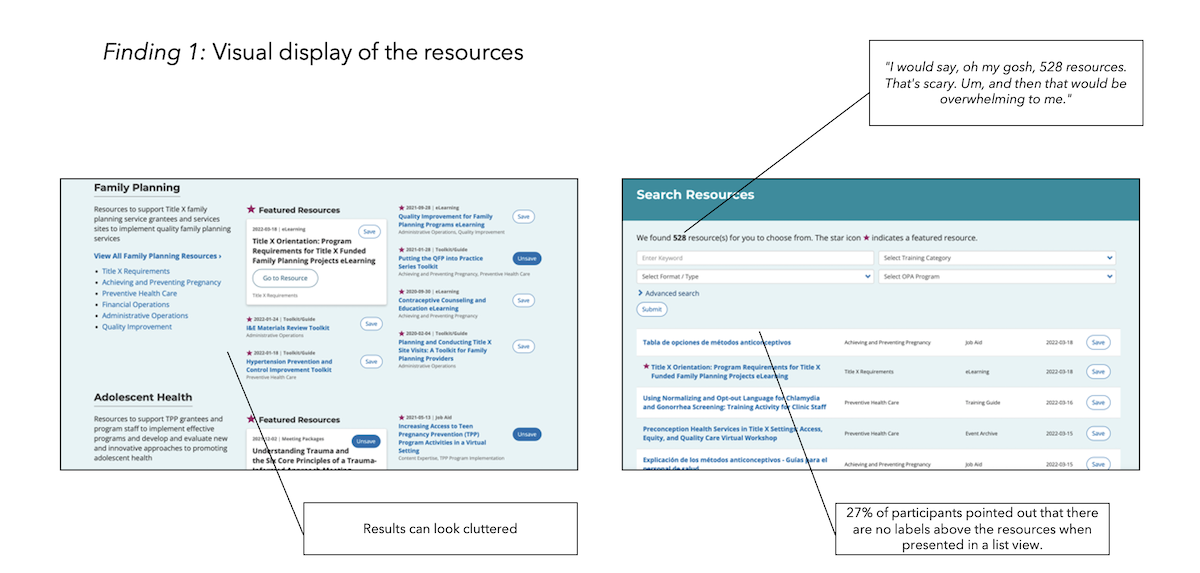 Finding 1: Visual display of the resources
"I would say, oh my gosh, 528 resources.
That's scary. Um, and then that would be
overwhelming to me."
Family Planning
Resources to support Title X family
planning service grantees and services
sites to implement quality family planning
services
View All Family Planning Resources ›
• Title X Requirements
• Achieving and Preventing Pregnancy
• Preventive Health Care
• Financial Operations
• Administrative Operations
• Quality Improvement
★ Featured Resources
2022-03-18 | eLearning
Save
Title X Orientation: Program
Requirements for Title X Funded
Family Planning Projects eLearning
Go to Resource
Title X Requirements
★ 2022-01-24 | Toolkit/Guide
I&E Materials Review Toolkit
Administrative Operations
Save
★ 2022-01-18 | Toolkit/Guide
Hypertension Prevention and
Control Improvement Toolkit
Preventive Health Care
Save
★ 2021-09-28 | eLearning
Quality Improvement for Family
Planning Programs eLearning
Administrative Operations, Quality Improvement
Save
★ 2021-01-28 | Toolkit/Guide
Putting the QFP into Practice
Series Toolkit
Achieving and Preventing Pregnancy, Preventive Health Care
Unsave
★ 2020-09-30 | eLearning
Contraceptive Counseling and
Education eLearning
Achieving and Preventing Pregnancy
Save
★ 2020-02-04 | Toolkit/Guide
Planning and Conducting Title X
Site Visits: A Toolkit for Family
Planning Providers
Administrative Operations
Save
Adolescent Health
Resources to support TPP grantees and
program staff to implement effective
programs and develop and evaluate new
and innovative approaches to promoting
adolescent health
★ Featured Resources
2021-12-02 | Meeting Packages
Unsave
Understanding Trauma and
the Six Core Principles of a Trauma-
Informed Approach Meeting
★ 2021-05-13 | Job Aid
Increasing Access to Teen
Pregnancy Prevention (TPP)
Program Activities in a Virtual
Setting
Content Expertise, TPP Program Implementation
Unsave
Search Resources
We found 528 resource(s) for you to choose from. The star icon ★ indicates a featured resource.
Enter Keyword Select Training Category
Select Format / Type Select OPA Program
Advanced search
Submit
Tabla de opciones de métodos anticonceptivos Achieving and Preventing Pregnancy Job Aid 2022-03-18 Save
★ Title X Orientation: Program Requirements for Title X
Funded Family Planning Projects eLearning Title X Requirements eLearning 2022-03-18 Save
Using Normalizing and Opt-out Language for Chlamydia
and Gonorrhea Screening: Training Activity for Clinic Staff Preventive Health Care Training Guide 2022-03-16 Save
Preconception Health Services in Title X Settings: Access,
Equity, and Quality Care Virtual Workshop Preventive Health Care Event Archive 2022-03-15 Save
Explicación de los métodos anticonceptivos - Guías para el
personal de salud Achieving and Preventing Pregnancy Job Aid 2022-03-15 Save
Results can look cluttered
27% of participants pointed out that there
are no labels above the resources when
presented in a list view.